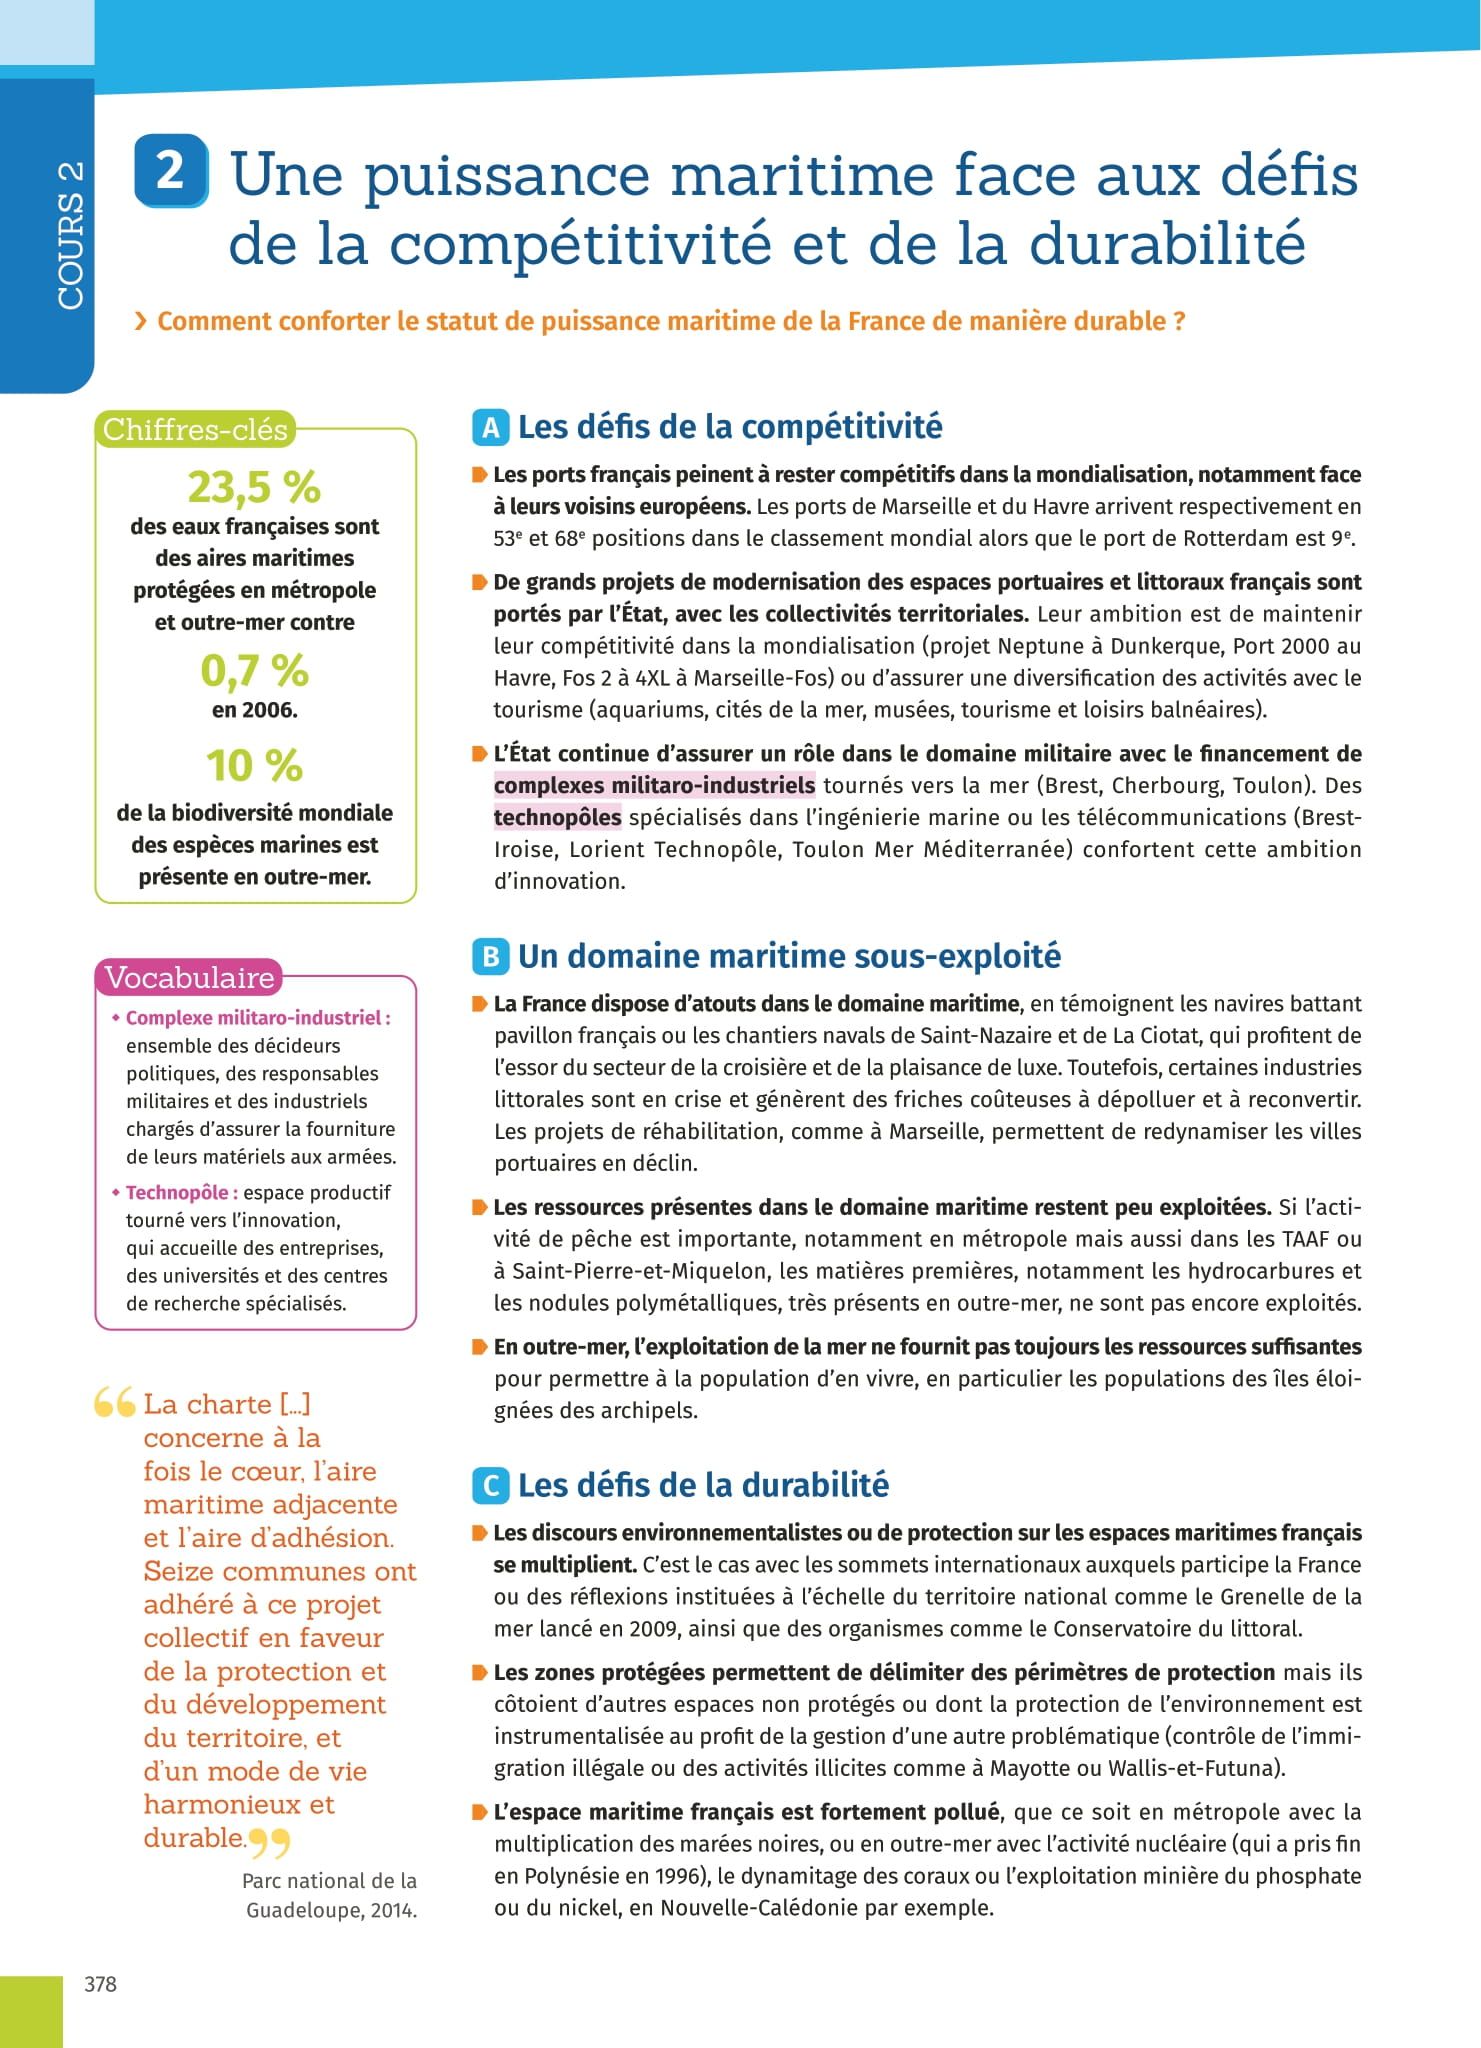 COURS 2
2 Une puissance maritime face aux défis
de la compétitivité et de la durabilité
› Comment conforter le statut de puissance maritime de la France de manière durable ?
Chiffres-clés
23,5 %
des eaux françaises sont
des aires maritimes
protégées en métropole
et outre-mer contre
0,7 %
en 2006.
10 %
de la biodiversité mondiale
des espèces marines est
présente en outre-mer.
Vocabulaire
• Complexe militaro-industriel :
ensemble des décideurs
politiques, des responsables
militaires et des industriels
chargés d’assurer la fourniture
de leurs matériels aux armées.
• Technopôle : espace productif
tourné vers l’innovation,
qui accueille des entreprises,
des universités et des centres
de recherche spécialisés.
“ La charte [...]
concerne à la
fois le cœur, l’aire
maritime adjacente
et l’aire d’adhésion.
Seize communes ont
adhéré à ce projet
collectif en faveur
de la protection et
du développement
du territoire, et
d’un mode de vie
harmonieux et
durable.”
Parc national de la
Guadeloupe, 2014.
A Les défis de la compétitivité
Les ports français peinent à rester compétitifs dans la mondialisation, notamment face
à leurs voisins européens. Les ports de Marseille et du Havre arrivent respectivement en
53e et 68e positions dans le classement mondial alors que le port de Rotterdam est 9e.
De grands projets de modernisation des espaces portuaires et littoraux français sont
portés par l’État, avec les collectivités territoriales. Leur ambition est de maintenir
leur compétitivité dans la mondialisation (projet Neptune à Dunkerque, Port 2000 au
Havre, Fos 2 à 4XL à Marseille-Fos) ou d’assurer une diversification des activités avec le
tourisme (aquariums, cités de la mer, musées, tourisme et loisirs balnéaires).
L’État continue d’assurer un rôle dans le domaine militaire avec le financement de
complexes militaro-industriels tournés vers la mer (Brest, Cherbourg, Toulon). Des
technopôles spécialisés dans l’ingénierie marine ou les télécommunications (Brest-
Iroise, Lorient Technopôle, Toulon Mer Méditerranée) confortent cette ambition
d’innovation.
B Un domaine maritime sous-exploité
La France dispose d’atouts dans le domaine maritime, en témoignent les navires battant
pavillon français ou les chantiers navals de Saint-Nazaire et de La Ciotat, qui profitent de
l’essor du secteur de la croisière et de la plaisance de luxe. Toutefois, certaines industries
littorales sont en crise et génèrent des friches coûteuses à dépolluer et à reconvertir.
Les projets de réhabilitation, comme à Marseille, permettent de redynamiser les villes
portuaires en déclin.
Les ressources présentes dans le domaine maritime restent peu exploitées. Si l’acti-
vité de pêche est importante, notamment en métropole mais aussi dans les TAAF ou
à Saint-Pierre-et-Miquelon, les matières premières, notamment les hydrocarbures et
les nodules polymétalliques, très présents en outre-mer, ne sont pas encore exploités.
En outre-mer, l’exploitation de la mer ne fournit pas toujours les ressources suffisantes
pour permettre à la population d’en vivre, en particulier les populations des îles éloi-
gnées des archipels.
C Les défis de la durabilité
Les discours environnementalistes ou de protection sur les espaces maritimes français
se multiplient. C’est le cas avec les sommets internationaux auxquels participe la France
ou des réflexions instituées à l’échelle du territoire national comme le Grenelle de la
mer lancé en 2009, ainsi que des organismes comme le Conservatoire du littoral.
Les zones protégées permettent de délimiter des périmètres de protection mais ils
côtoient d’autres espaces non protégés ou dont la protection de l’environnement est
instrumentalisée au profit de la gestion d’une autre problématique (contrôle de l’immi-
gration illégale ou des activités illicites comme à Mayotte ou Wallis-et-Futuna).
L’espace maritime français est fortement pollué, que ce soit en métropole avec la
multiplication des marées noires, ou en outre-mer avec l’activité nucléaire (qui a pris fin
en Polynésie en 1996), le dynamitage des coraux ou l’exploitation minière du phosphate
ou du nickel, en Nouvelle-Calédonie par exemple.
378